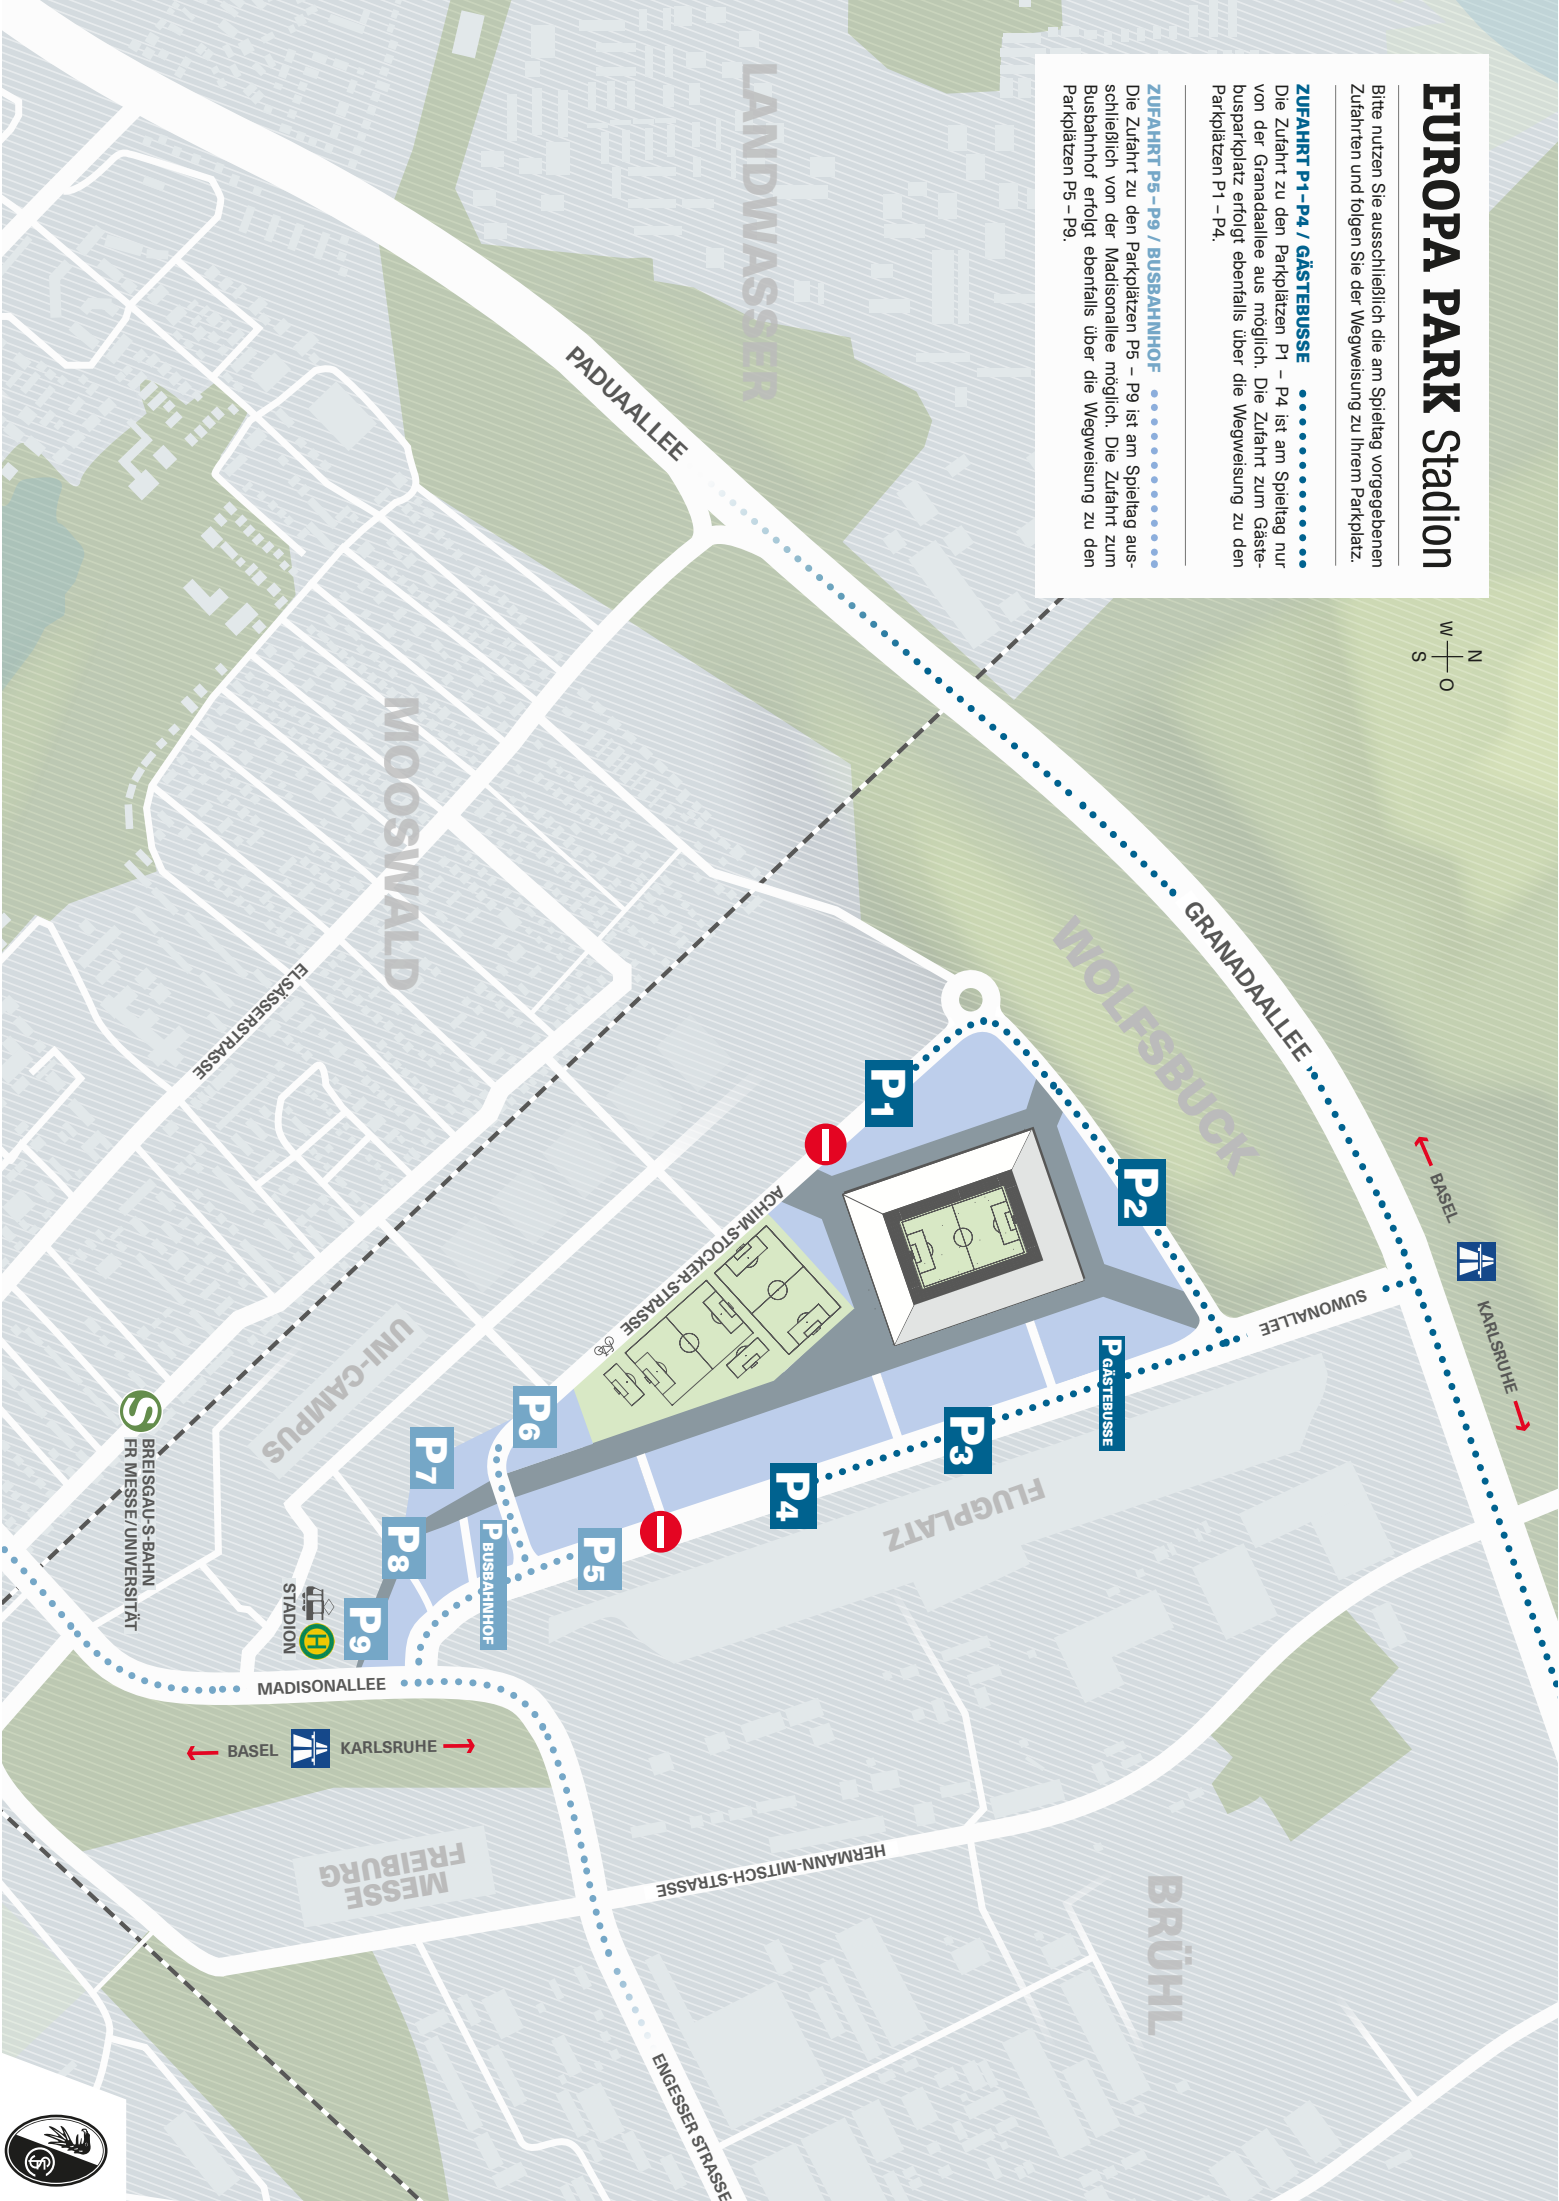 EUROPA PARK Stadion
Bitte nutzen Sie ausschließlich die am Spieltag vorgegebenen
Zufahrten und folgen Sie der Wegweisung zu Ihrem Parkplatz.
ZUFAHRT P1–P4 / GÄSTEBUSSE
Die Zufahrt zu den Parkplätzen P1 – P4 ist am Spieltag nur
von der Granadaallee aus möglich. Die Zufahrt zum Gäste-
busparkplatz erfolgt ebenfalls über die Wegweisung zu den
Parkplätzen P1 – P4.
ZUFAHRT P5 – P9 / BUSBAHNHOF
Die Zufahrt zu den Parkplätzen P5 – P9 ist am Spieltag aus-
schließlich von der Madisonallee möglich. Die Zufahrt zum
Busbahnhof erfolgt ebenfalls über die Wegweisung zu den
Parkplätzen P5 – P9.
N
W
O
S
BASEL
KARLSRUHE
GRANADAALLEE
SUWONALLEE
WOLFSBUCK
P2
P GÄSTEBUSSE
BRÜHL
P3
FLUGPLATZ
P1
P4
LANDWASSER
PADUAALLEE
ACHIM-STOCKER-STRASSE
HERMANN-MITSCH-STRASSE
ENGESSER STRASSE
P5
P6
P BUSBAHNHOF
P7
P8
P9
MOOSWALD
UNI-CAMPUS
H
STADION
MADISONALLEE
BASEL
KARLSRUHE
MESSE
FREIBURG
ELSÄSSERSTRASSE
S
BREISGAU-S-BAHN
FR MESSE/UNIVERSITÄT